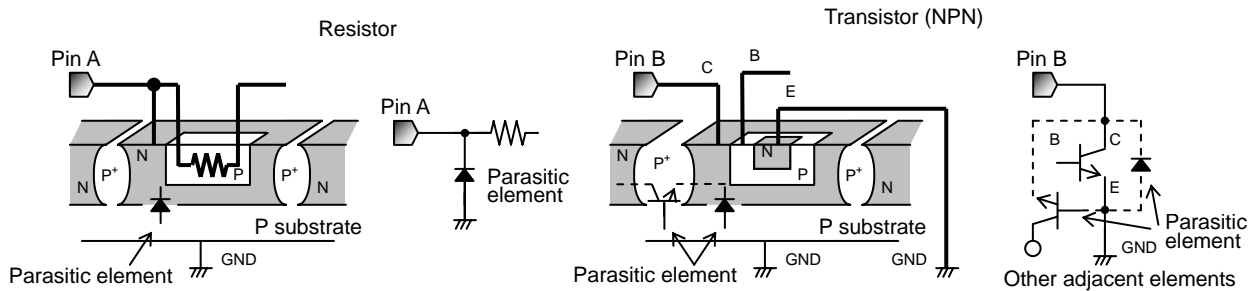 Resistor
Transistor (NPN)
Pin A
Pin B
B
C
E
Pin B
Pin A
N
P
N
P+
P+
N
N
P+
N
P
P+
N
B
C
E
Parasitic
element
P substrate
P substrate
Parasitic
element
GND
GND
GND
GND
Parasitic element
Parasitic element
Other adjacent elements